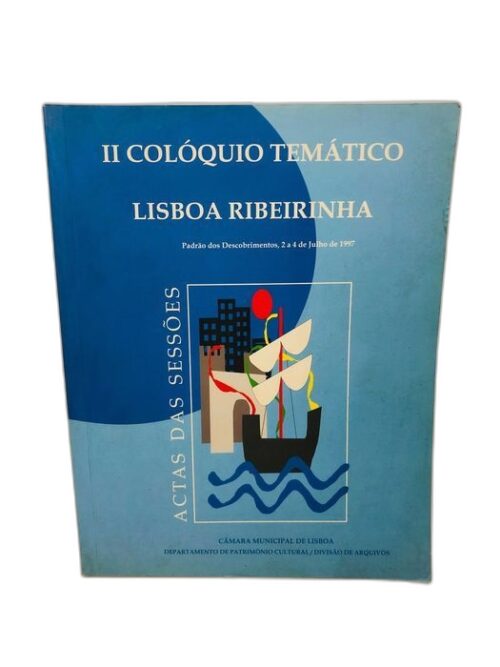 II COLÓQUIO TEMÁTICO
LISBOA RIBEIRINHA
Padrão dos Descobrimentos, 2 a 4 de Julho de 1997
ACTAS DAS SESSÕES
CÂMARA MUNICIPAL DE LISBOA
DEPARTAMENTO DE PATRIMÓNIO CULTURAL / DIVISÃO DE ARQUIVOS